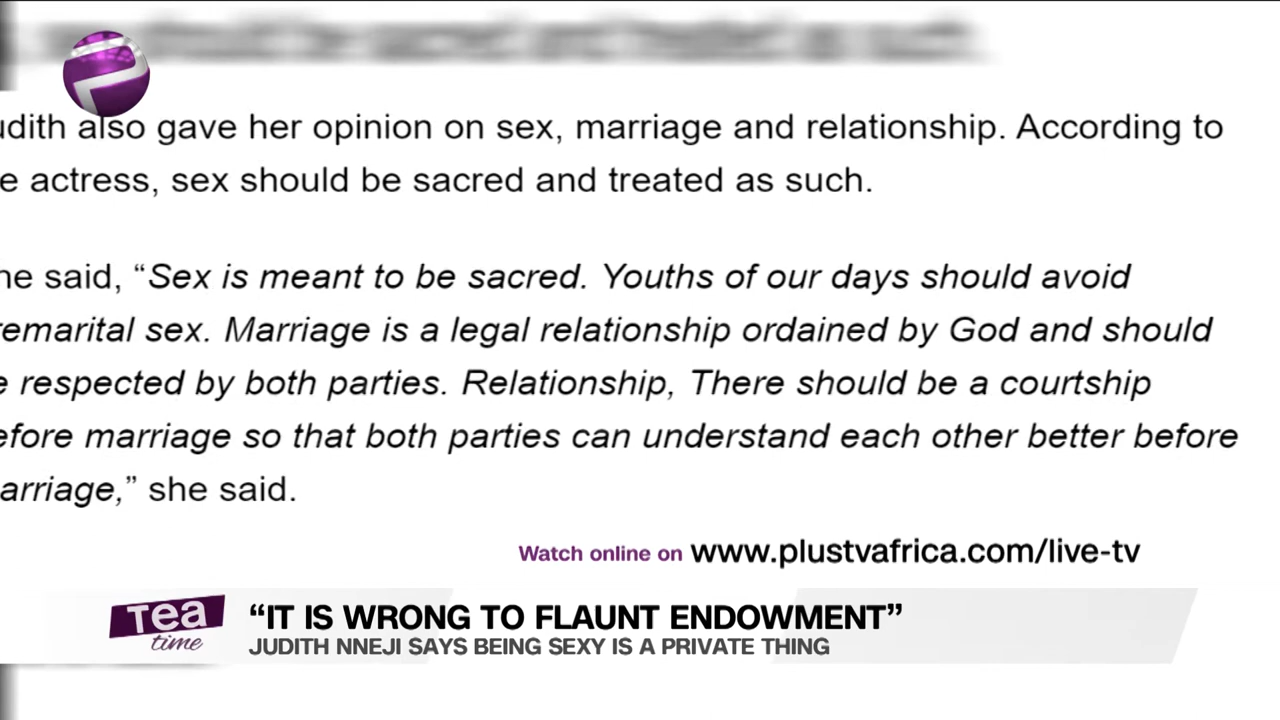 udith also gave her opinion on sex, marriage and relationship. According to
e actress, sex should be sacred and treated as such.
he said, “Sex is meant to be sacred. Youths of our days should avoid
remarital sex. Marriage is a legal relationship ordained by God and should
e respected by both parties. Relationship, There should be a courtship
efore marriage so that both parties can understand each other better before
arriage,” she said.
Watch online on www.plustvafrica.com/live-tv
Tea time
“IT IS WRONG TO FLAUNT ENDOWMENT”
JUDITH NNEJI SAYS BEING SEXY IS A PRIVATE THING